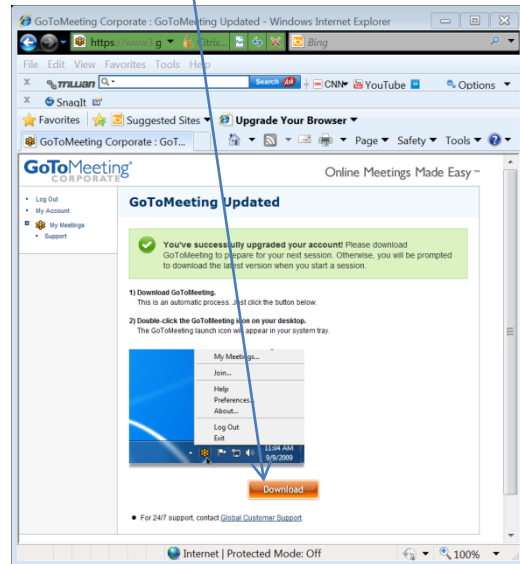 GoToMeeting Corporate : GoToMeeting Updated - Windows Internet Explorer
https://www3.g Citrix... Bing
File Edit View Favorites Tools Help
x TRILLIAN Search CNN YouTube Options
x SnagIt
Favorites Suggested Sites Upgrade Your Browser
GoToMeeting Corporate : GoT... Page Safety Tools
GoToMeeting®
CORPORATE
Online Meetings Made Easy ™
Log Out
My Account
My Meetings
Support
GoToMeeting Updated
You've successfully upgraded your account! Please download
GoToMeeting to prepare for your next session. Otherwise, you will be prompted
to download the latest version when you start a session.
1) Download GoToMeeting.
This is an automatic process. Just click the button below.
2) Double-click the GoToMeeting icon on your desktop.
The GoToMeeting launch icon will appear in your system tray.
My Meetings...
Join...
Help
Preferences...
About...
Log Out
Exit
11:04 AM
9/9/2009
Download
For 24/7 support, contact Global Customer Support
Internet | Protected Mode: Off 100%